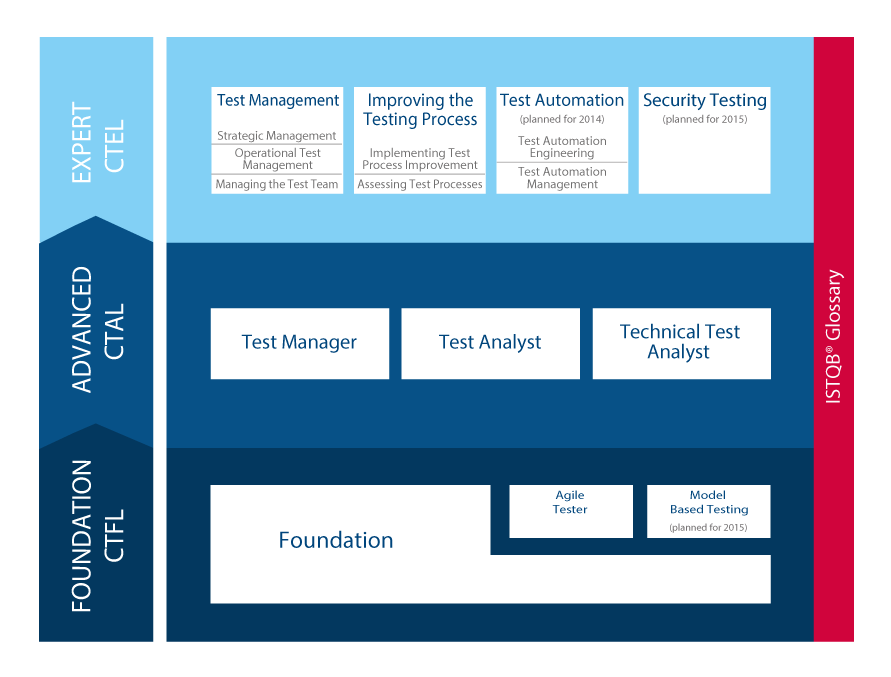 EXPERT
CTEL
Test Management
Strategic Management
Operational Test
Management
Managing the Test Team
Improving the
Testing Process
Implementing Test
Process Improvement
Assessing Test Processes
Test Automation
(planned for 2014)
Test Automation
Engineering
Test Automation
Management
Security Testing
(planned for 2015)
ADVANCED
CTAL
Test Manager
Test Analyst
Technical Test
Analyst
FOUNDATION
CTFL
Foundation
Agile
Tester
Model
Based Testing
(planned for 2015)
ISTQB® Glossary